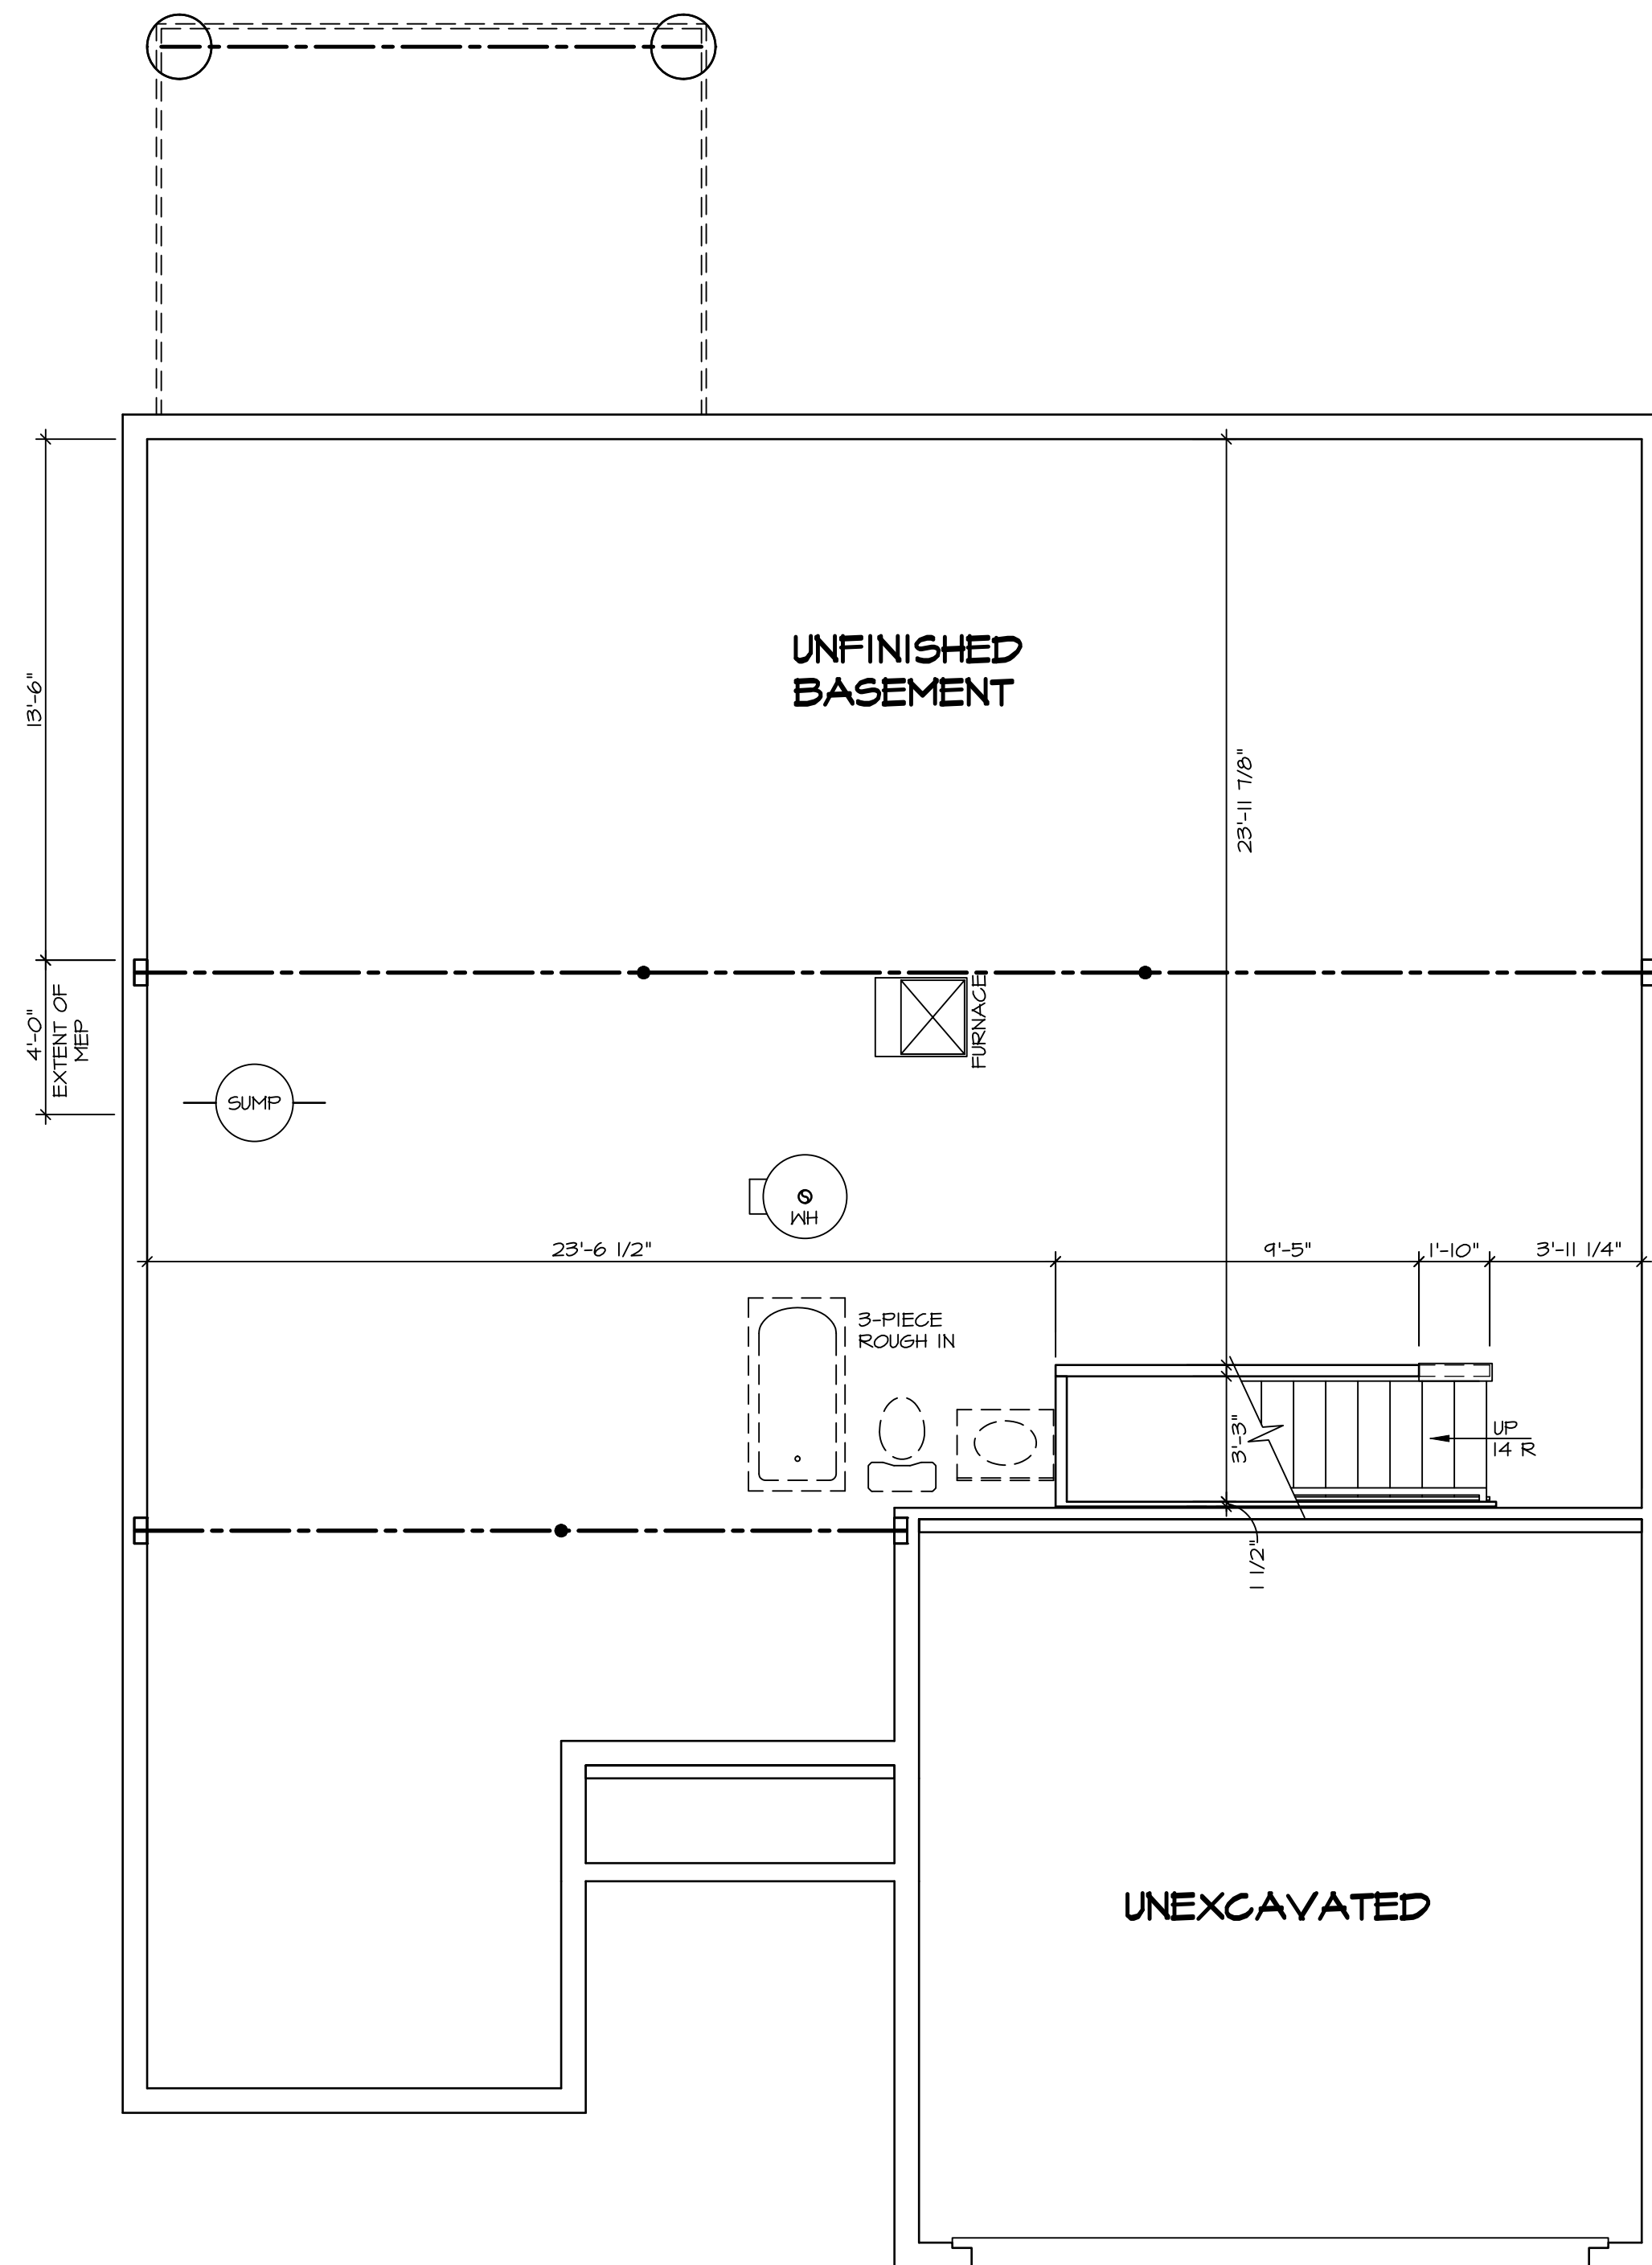 UNFINISHED
BASEMENT
13'-6"
23'-11 7/8"
4'-0"
EXTENT OF
MEP
FURNACE
SUMP
WH
23'-6 1/2"
9'-5"
1'-10"
3'-11 1/4"
3-PIECE
ROUGH IN
3'-3"
UP
14 R
1 1/2"
UNEXCAVATED